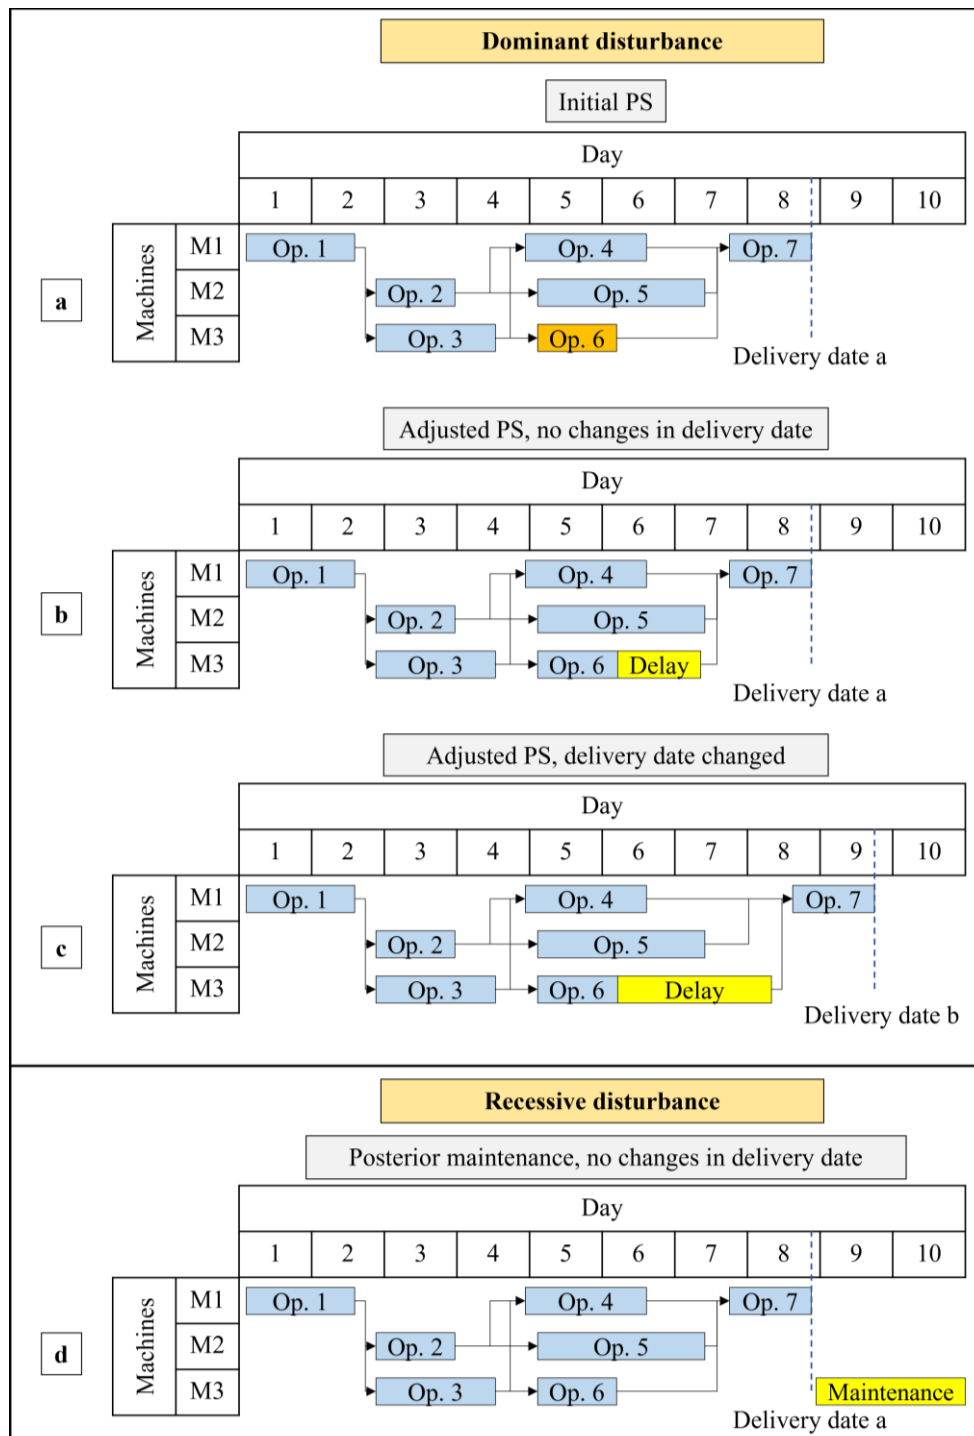 Dominant disturbance
Initial PS
Day
1 2 3 4 5 6 7 8 9 10
a
Machines
M1 Op. 1 Op. 4 Op. 7
M2 Op. 2 Op. 5
M3 Op. 3 Op. 6
Delivery date a
Adjusted PS, no changes in delivery date
Day
1 2 3 4 5 6 7 8 9 10
b
Machines
M1 Op. 1 Op. 4 Op. 7
M2 Op. 2 Op. 5
M3 Op. 3 Op. 6 Delay
Delivery date a
Adjusted PS, delivery date changed
Day
1 2 3 4 5 6 7 8 9 10
c
Machines
M1 Op. 1 Op. 4 Op. 7
M2 Op. 2 Op. 5
M3 Op. 3 Op. 6 Delay
Delivery date b
Recessive disturbance
Posterior maintenance, no changes in delivery date
Day
1 2 3 4 5 6 7 8 9 10
d
Machines
M1 Op. 1 Op. 4 Op. 7
M2 Op. 2 Op. 5
M3 Op. 3 Op. 6 Maintenance
Delivery date a